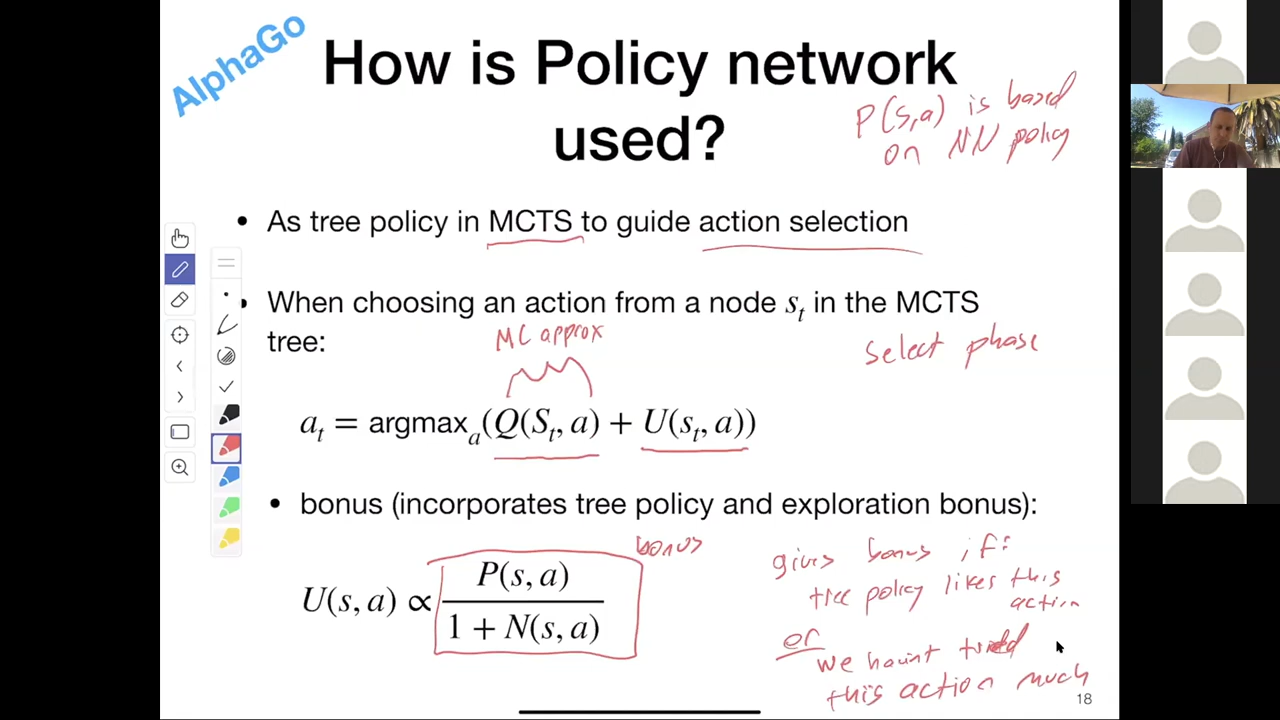 AlphaGo
How is Policy network
used?
P(s,a) is based
on NN policy
• As tree policy in MCTS to guide action selection
• When choosing an action from a node s_t in the MCTS
tree:
MC approx
select phase
a_t = argmax_a(Q(S_t, a) + U(s_t, a))
• bonus (incorporates tree policy and exploration bonus):
bonus
U(s, a) ∝ P(s, a) / 1 + N(s, a)
gives bonus if:
tree policy likes this
action
or
we havint tried
this action much
18